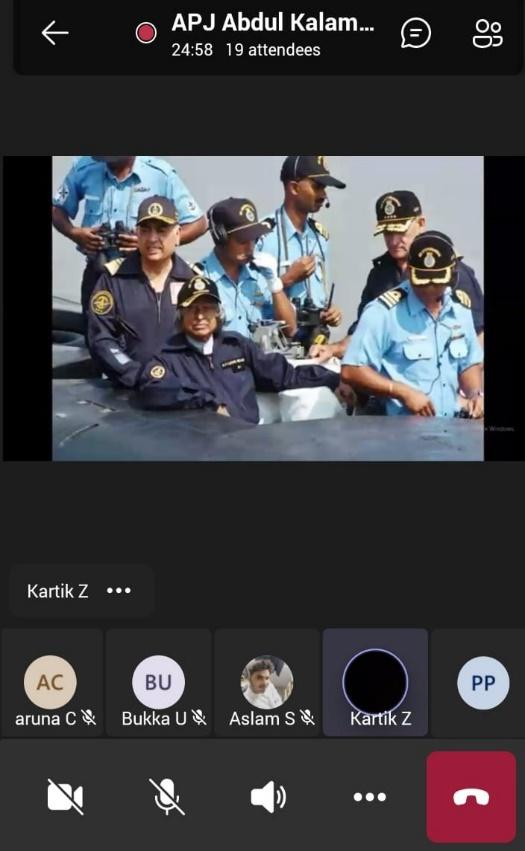 APJ Abdul Kalam...
24:58 19 attendees
Kartik Z
AC
aruna C
BU
Bukka U
Aslam S
Kartik Z
PP